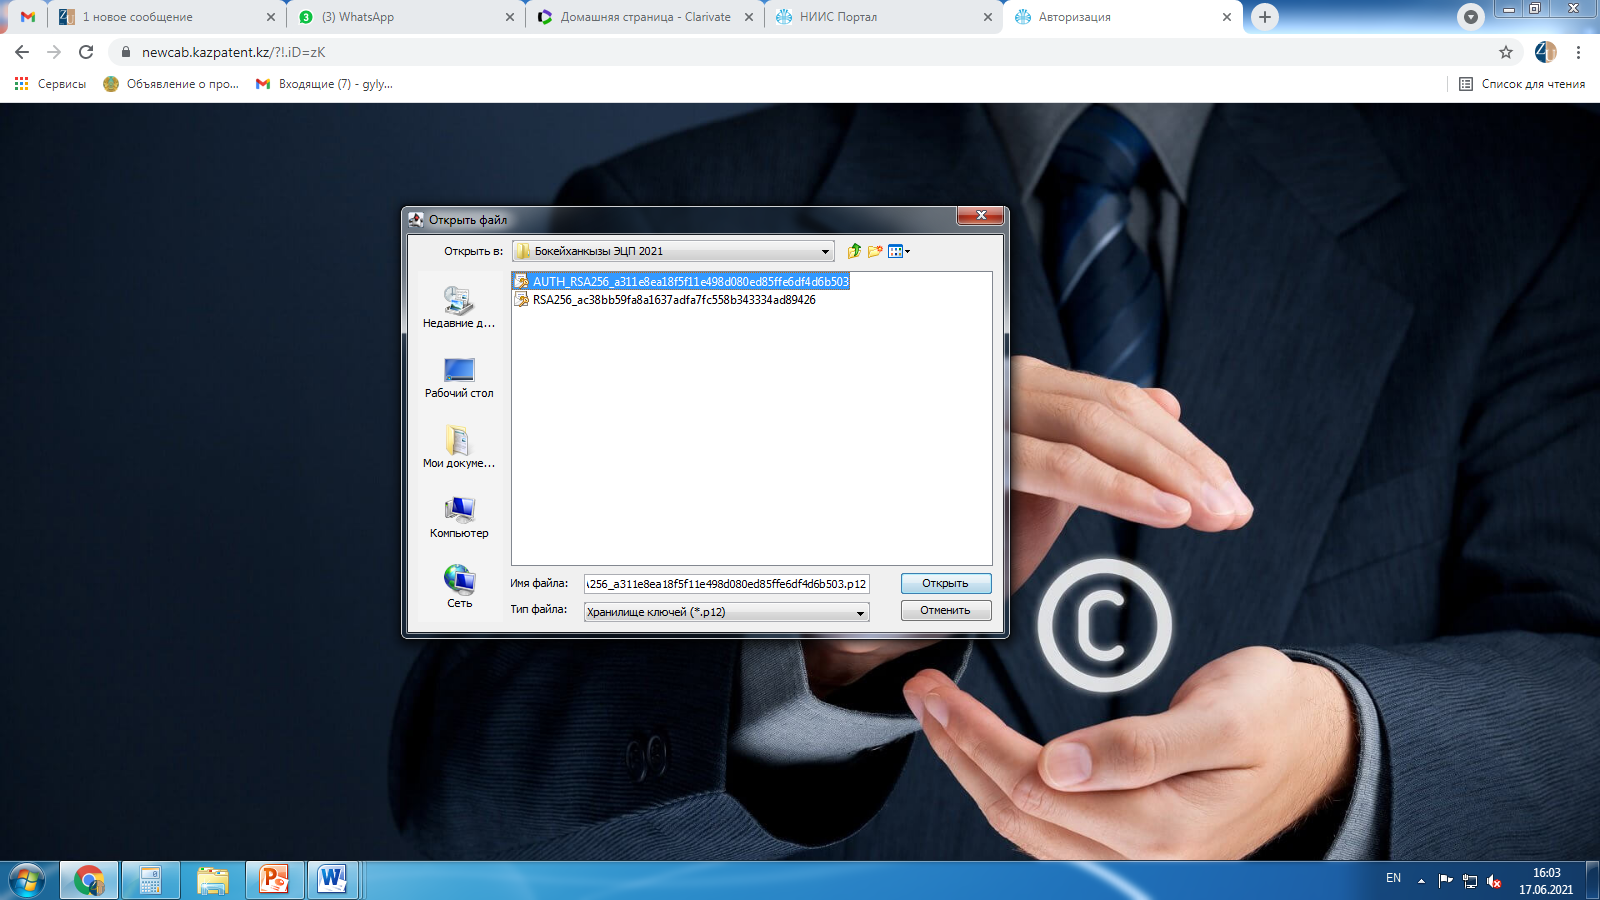 1 новое сообщение
(3) WhatsApp
Домашняя страница - Clarivate
НИИС Портал
Авторизация
newcab.kazpatent.kz/?!.iD=zK
Сервисы
Объявление о про...
Входящие (7) - gyly...
Список для чтения
Открыть файл
Открыть в:
Бокейханкызы ЭЦП 2021
AUTH_RSA256_a311e8ea18f5f11e498d080ed85ffe6df4d6b503
RSA256_ac38bb59fa8a1637adfa7fc558b343334ad89426
Недавние д...
Рабочий стол
Мои докуме...
Компьютер
Сеть
Имя файла:
256_a311e8ea18f5f11e498d080ed85ffe6df4d6b503.p12
Открыть
Тип файла:
Хранилище ключей (*.p12)
Отменить
©
EN
16:03
17.06.2021